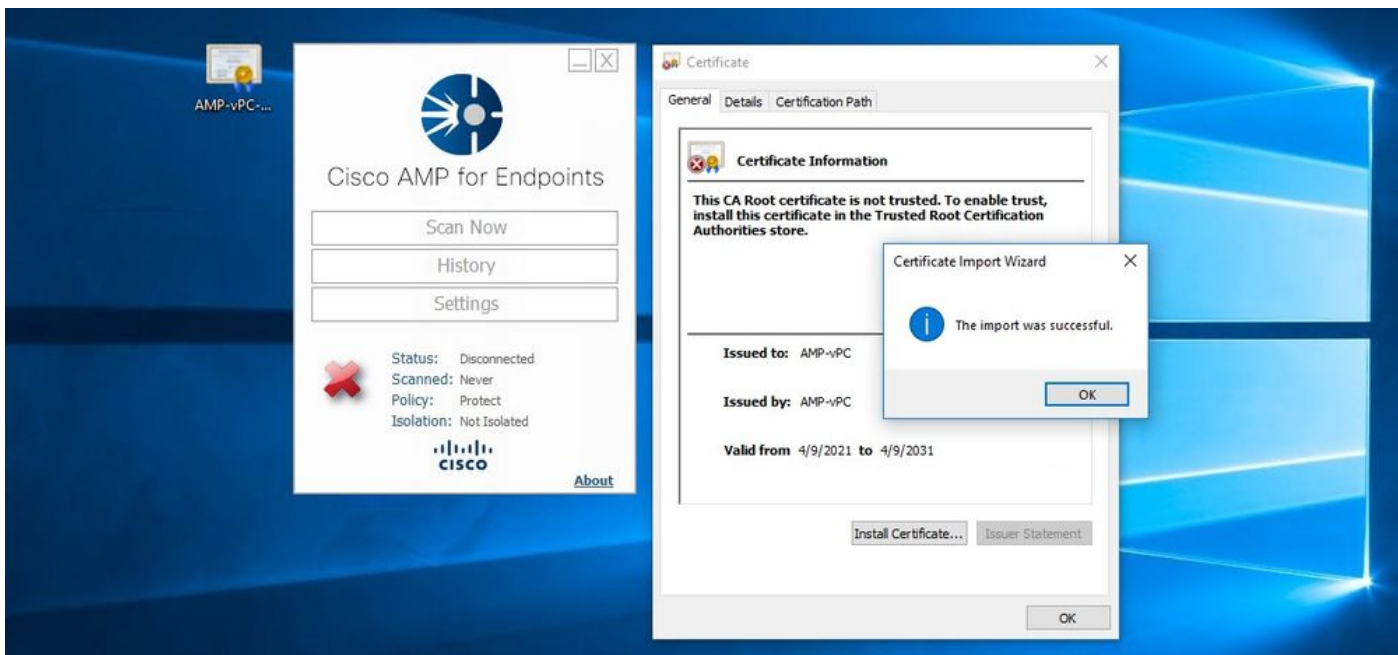 AMP-vPC-...
Cisco AMP for Endpoints
Scan Now
History
Settings
Status: Disconnected
Scanned: Never
Policy: Protect
Isolation: Not Isolated
CISCO
About
Certificate
General Details Certification Path
Certificate Information
This CA Root certificate is not trusted. To enable trust,
install this certificate in the Trusted Root Certification
Authorities store.
Issued to: AMP-vPC
Issued by: AMP-vPC
Valid from 4/9/2021 to 4/9/2031
Install Certificate...
Issuer Statement
OK
Certificate Import Wizard
The import was successful.
OK